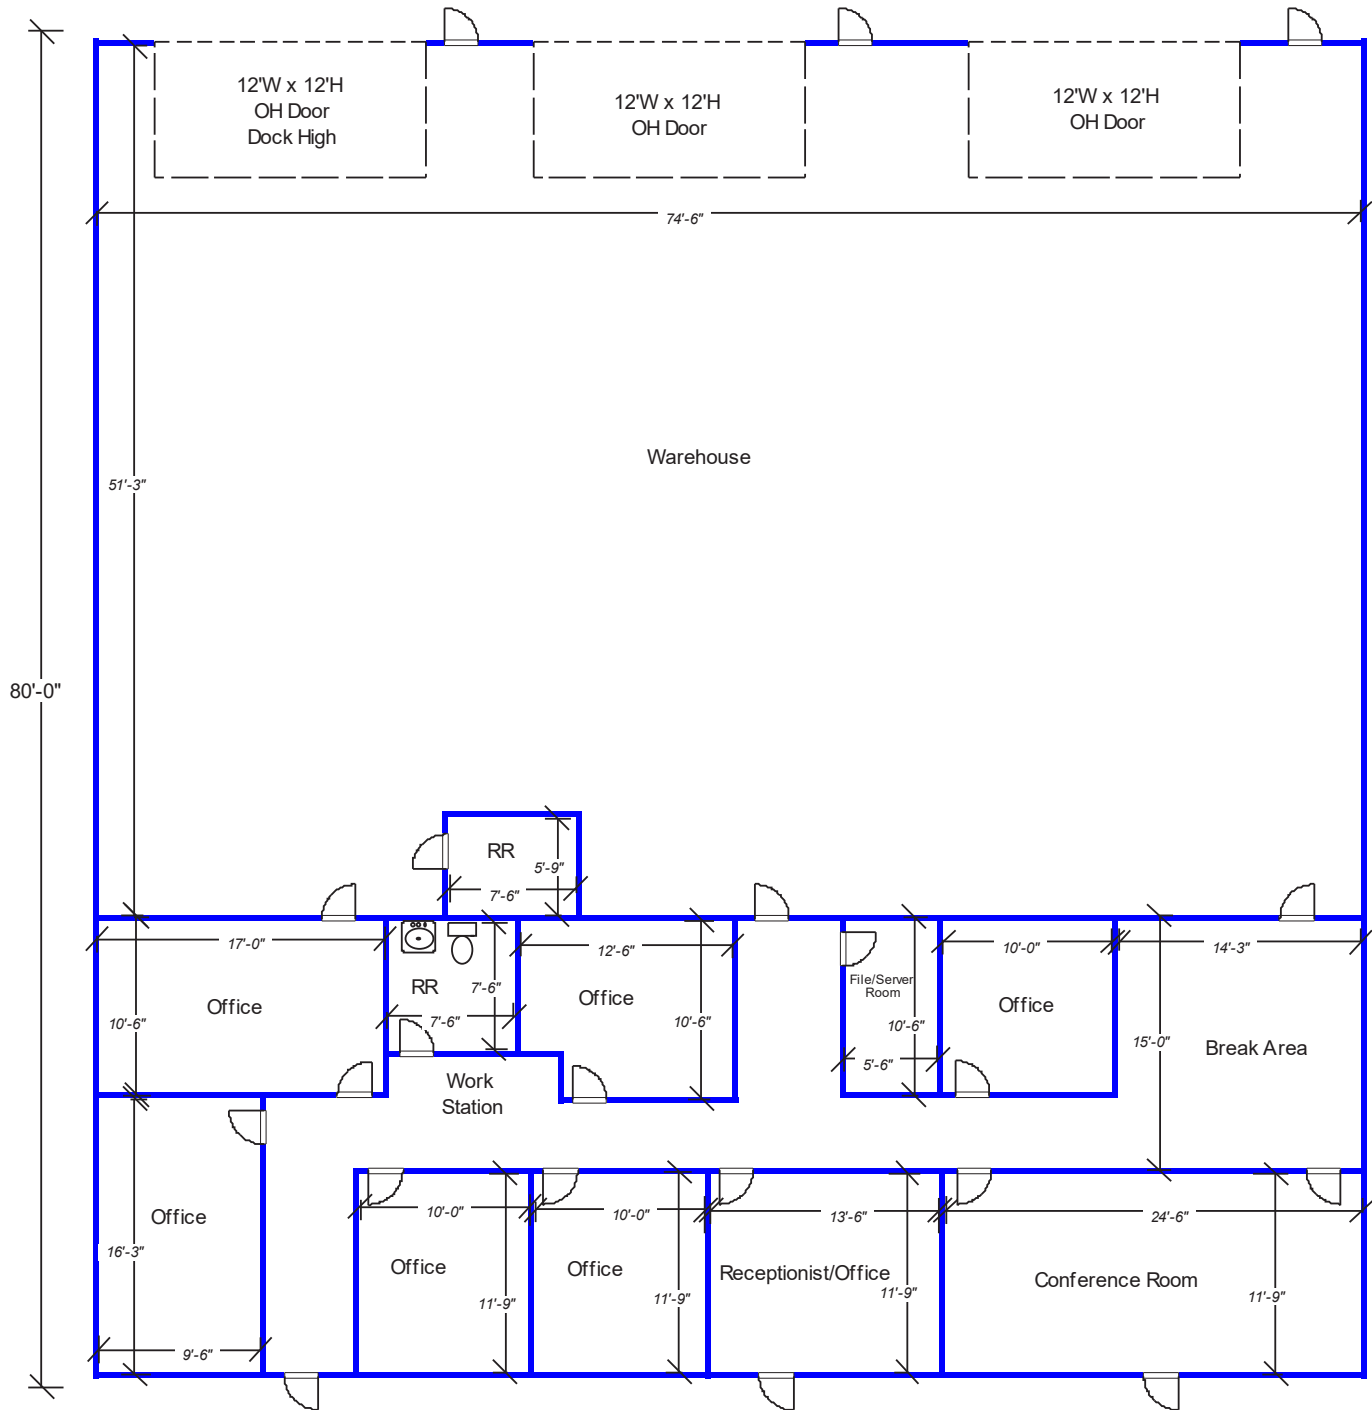 12'W x 12'H
OH Door
Dock High
12'W x 12'H
OH Door
12'W x 12'H
OH Door
74'-6"
Warehouse
51'-3"
80'-0"
RR
5'-9"
7'-6"
17'-0"
12'-6"
10'-0"
14'-3"
Office
10'-6"
RR
7'-6"
7'-6"
Office
10'-6"
File/Server
Room
10'-6"
5'-6"
Office
15'-0"
Break Area
Work
Station
Office
16'-3"
9'-6"
10'-0"
Office
11'-9"
10'-0"
Office
11'-9"
13'-6"
Receptionist/Office
11'-9"
24'-6"
Conference Room
11'-9"